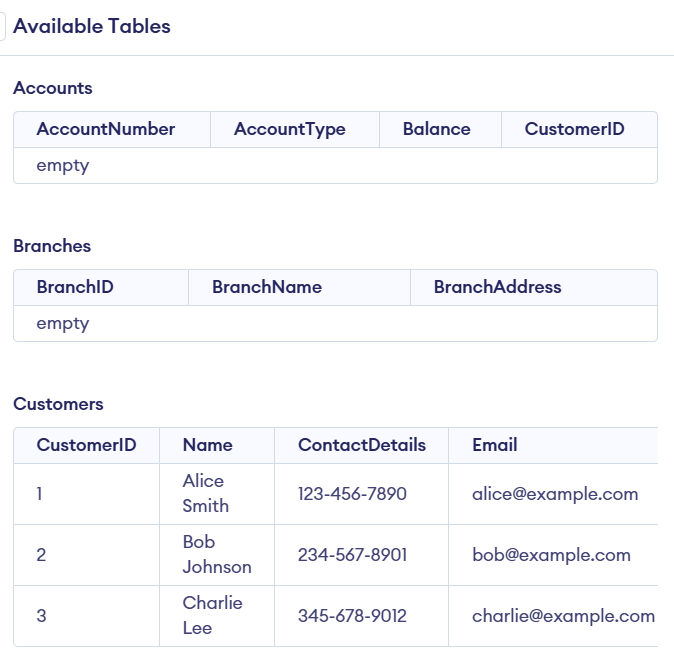 Available Tables
Accounts
AccountNumber AccountType Balance CustomerID
empty
Branches
BranchID BranchName BranchAddress
empty
Customers
CustomerID Name ContactDetails Email
1 Alice Smith 123-456-7890 alice@example.com
2 Bob Johnson 234-567-8901 bob@example.com
3 Charlie Lee 345-678-9012 charlie@example.com